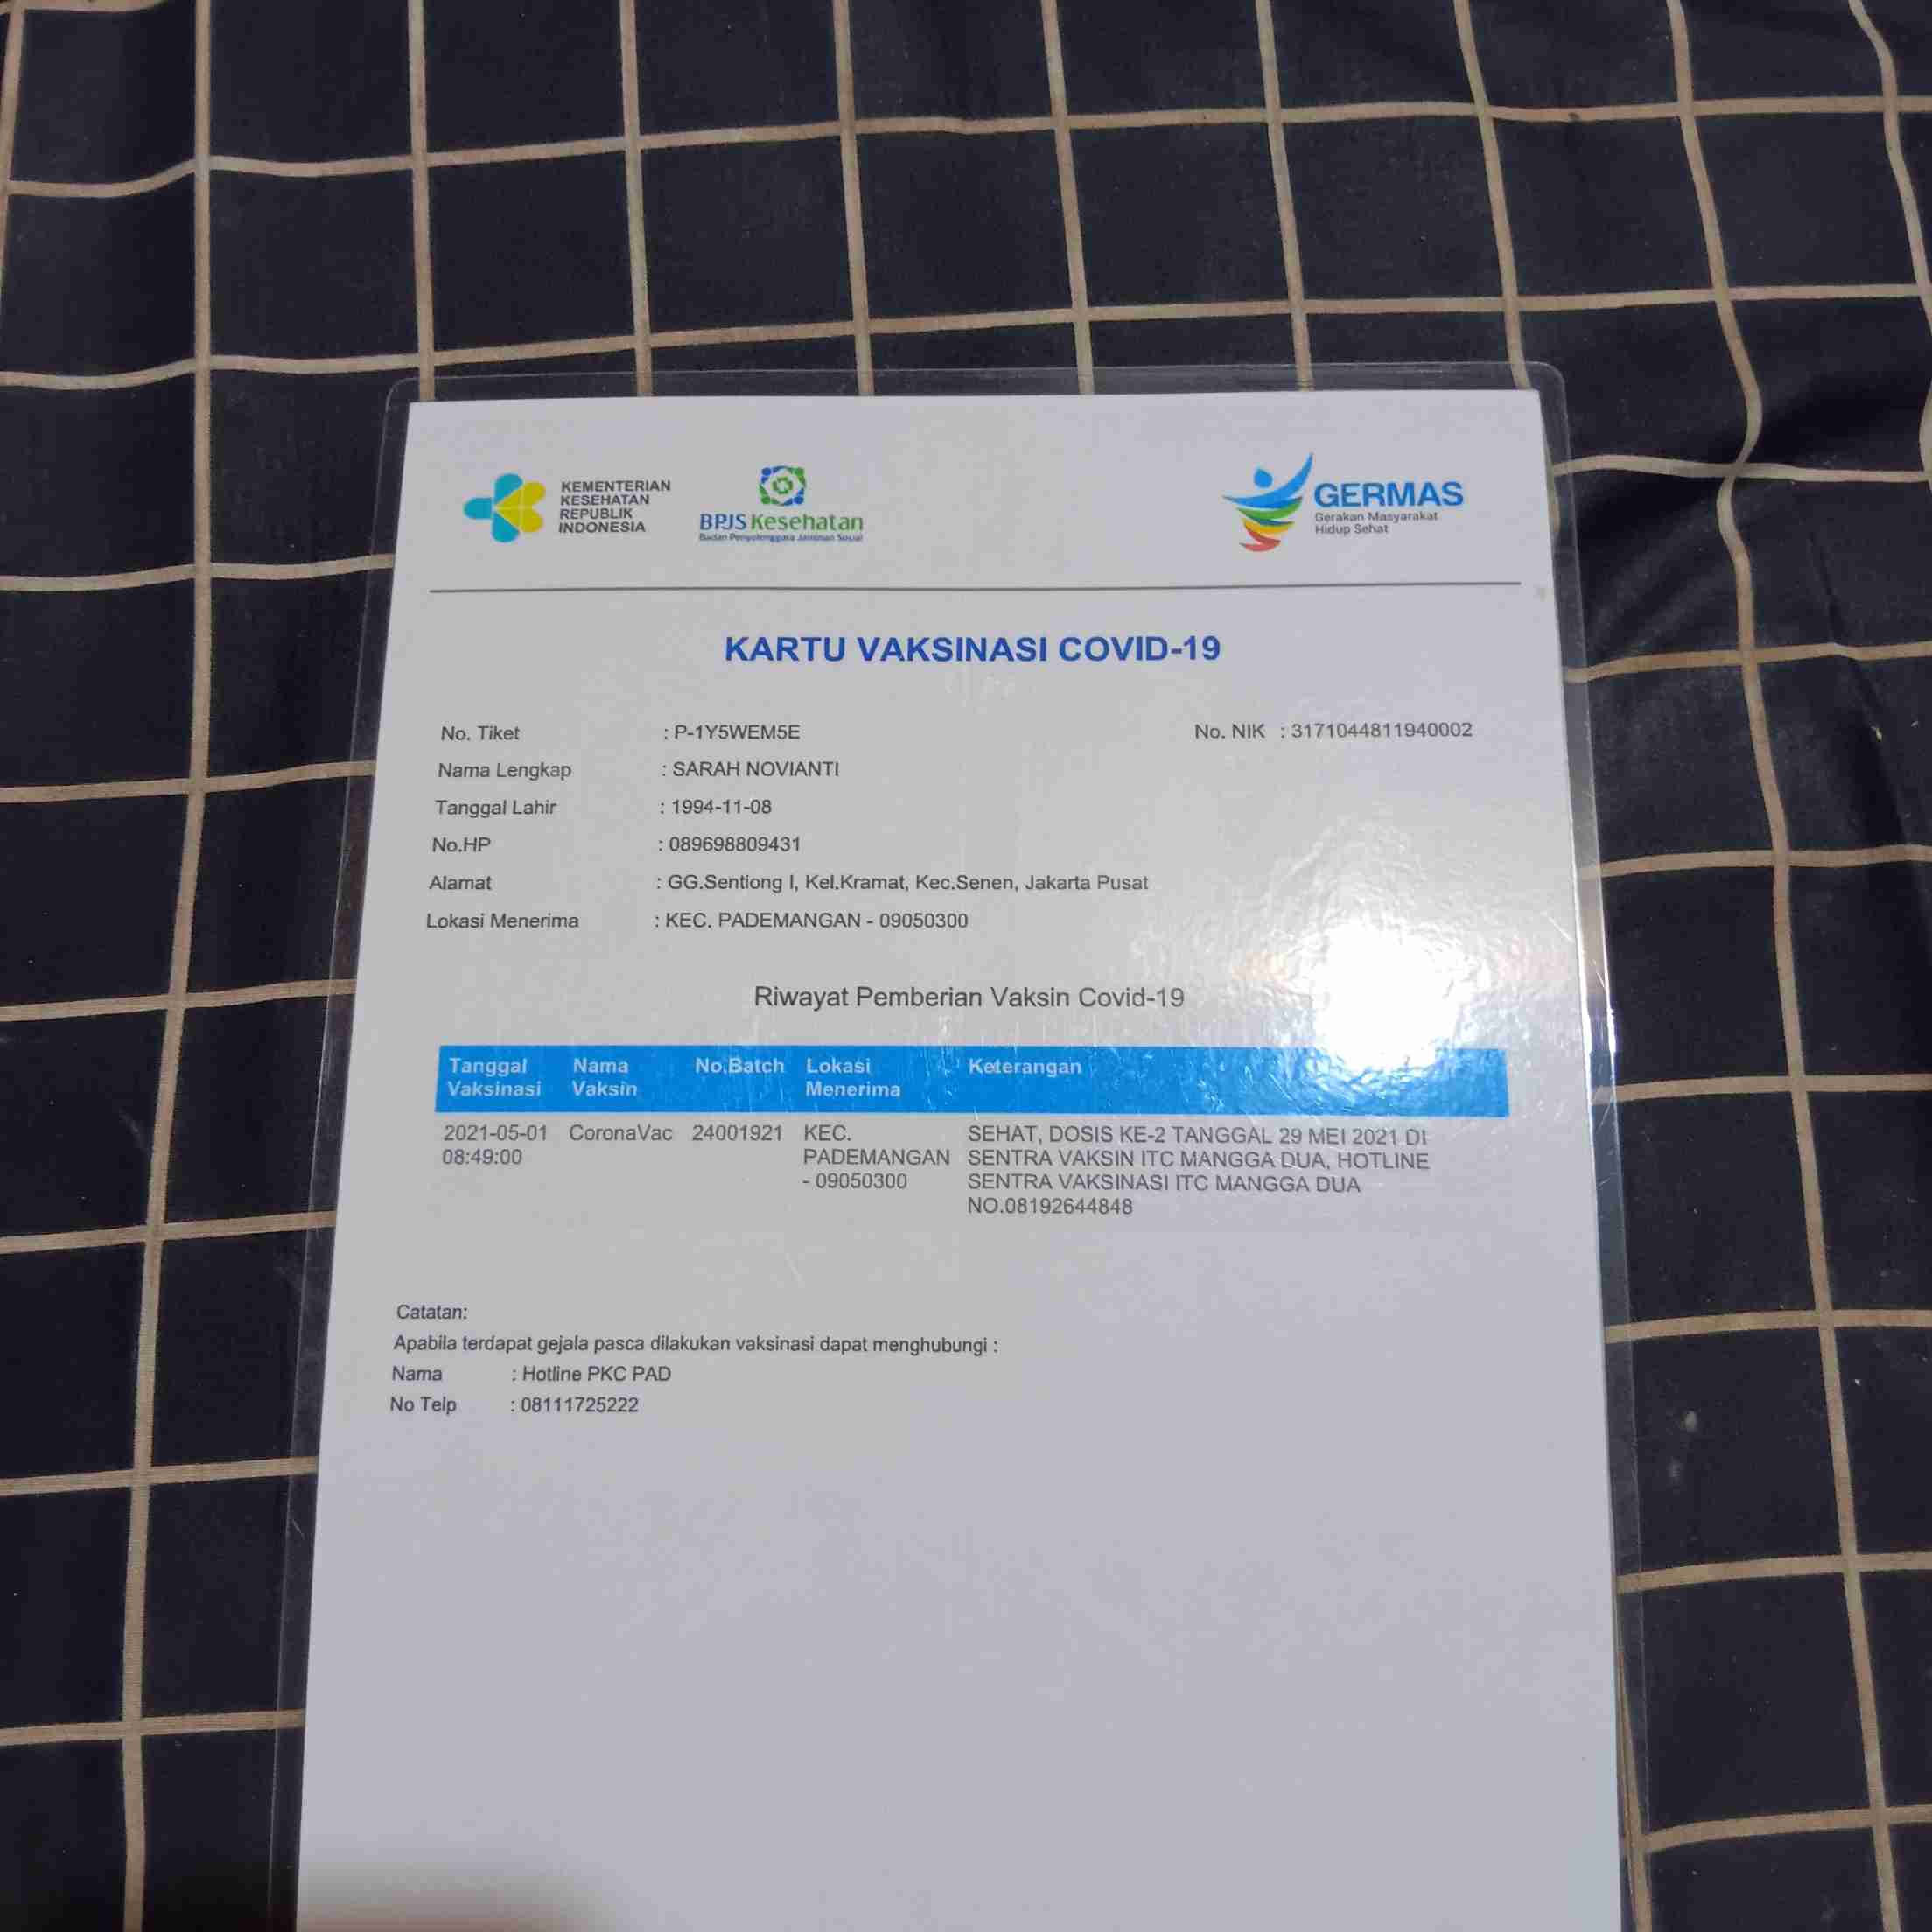 KEMENTERIAN
KESEHATAN
REPUBLIK
INDONESIA
BPJS Kesehatan
Badan Penyelenggara Jaminan Sosial
GERMAS
Gerakan Masyarakat
Hidup Sehat
KARTU VAKSINASI COVID-19
No. Tiket : P-1Y5WEM5E No. NIK : 3171044811940002
Nama Lengkap : SARAH NOVIANTI
Tanggal Lahir : 1994-11-08
No.HP : 089698809431
Alamat : GG.Sentiong I, Kel.Kramat, Kec.Senen, Jakarta Pusat
Lokasi Menerima : KEC. PADEMANGAN - 09050300
Riwayat Pemberian Vaksin Covid-19
Tanggal Nama No.Batch Lokasi Keterangan
Vaksinasi Vaksin Menerima
2021-05-01 CoronaVac 24001921 KEC. SEHAT, DOSIS KE-2 TANGGAL 29 MEI 2021 DI
08:49:00 PADEMANGAN SENTRA VAKSIN ITC MANGGA DUA, HOTLINE
- 09050300 SENTRA VAKSINASI ITC MANGGA DUA
NO.08192644848
Catatan:
Apabila terdapat gejala pasca dilakukan vaksinasi dapat menghubungi :
Nama : Hotline PKC PAD
No Telp : 08111725222